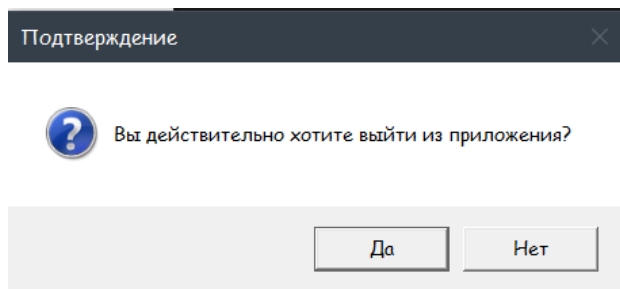 Подтверждение
Вы действительно хотите выйти из приложения?
Да
Нет